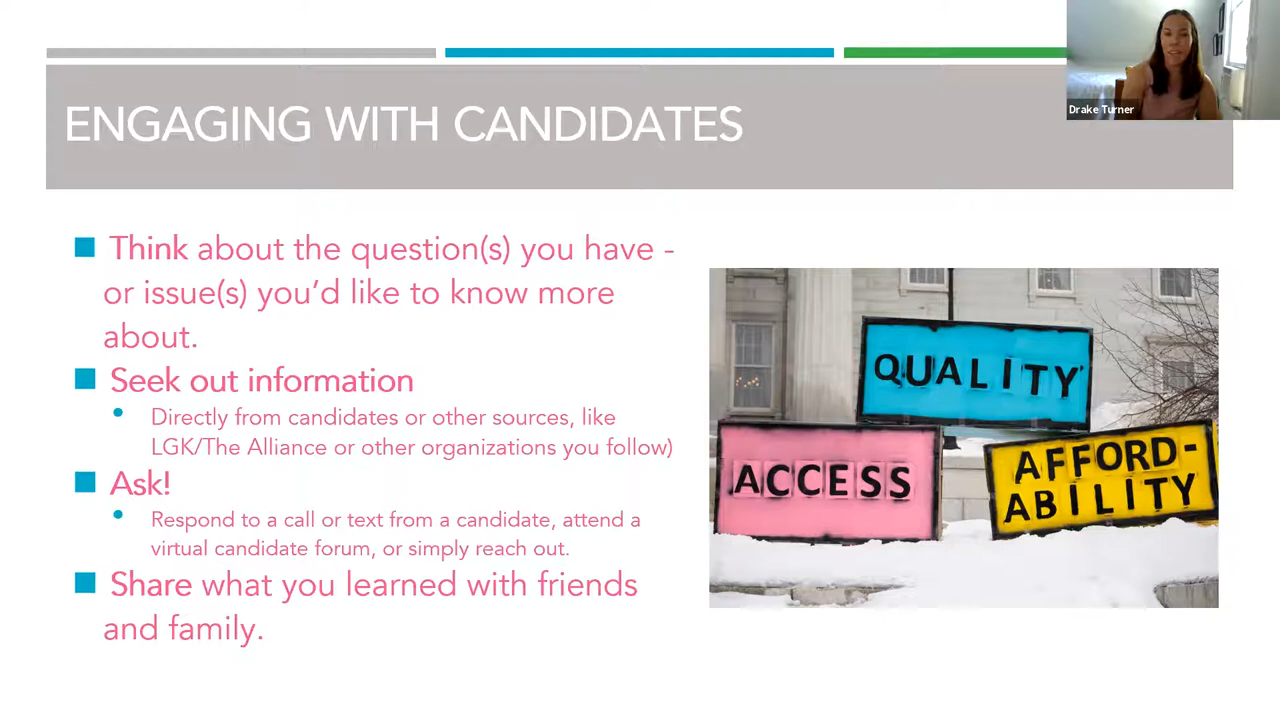 ENGAGING WITH CANDIDATES
Drake Turner
Think about the question(s) you have -
or issue(s) you'd like to know more
about.
Seek out information
Directly from candidates or other sources, like
LGK/The Alliance or other organizations you follow)
Ask!
Respond to a call or text from a candidate, attend a
virtual candidate forum, or simply reach out.
Share what you learned with friends
and family.
QUALITY
ACCESS
AFFORD-
ABILITY